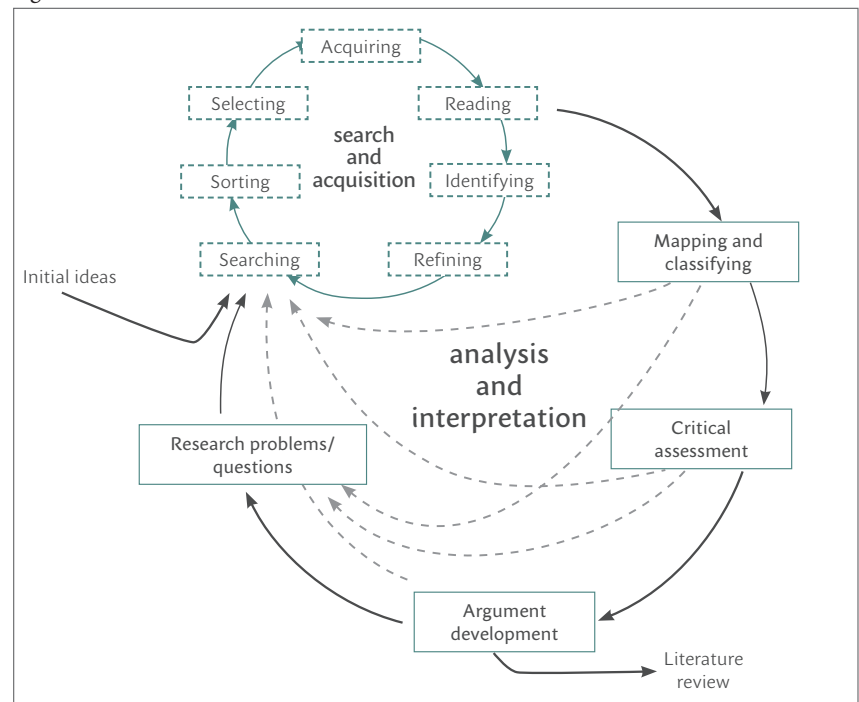 Acquiring
Selecting
Reading
search
and
acquisition
Sorting
Identifying
Searching
Refining
Mapping and
classifying
Initial ideas
analysis
and
interpretation
Critical
assessment
Research problems/
questions
Argument
development
Literature
review